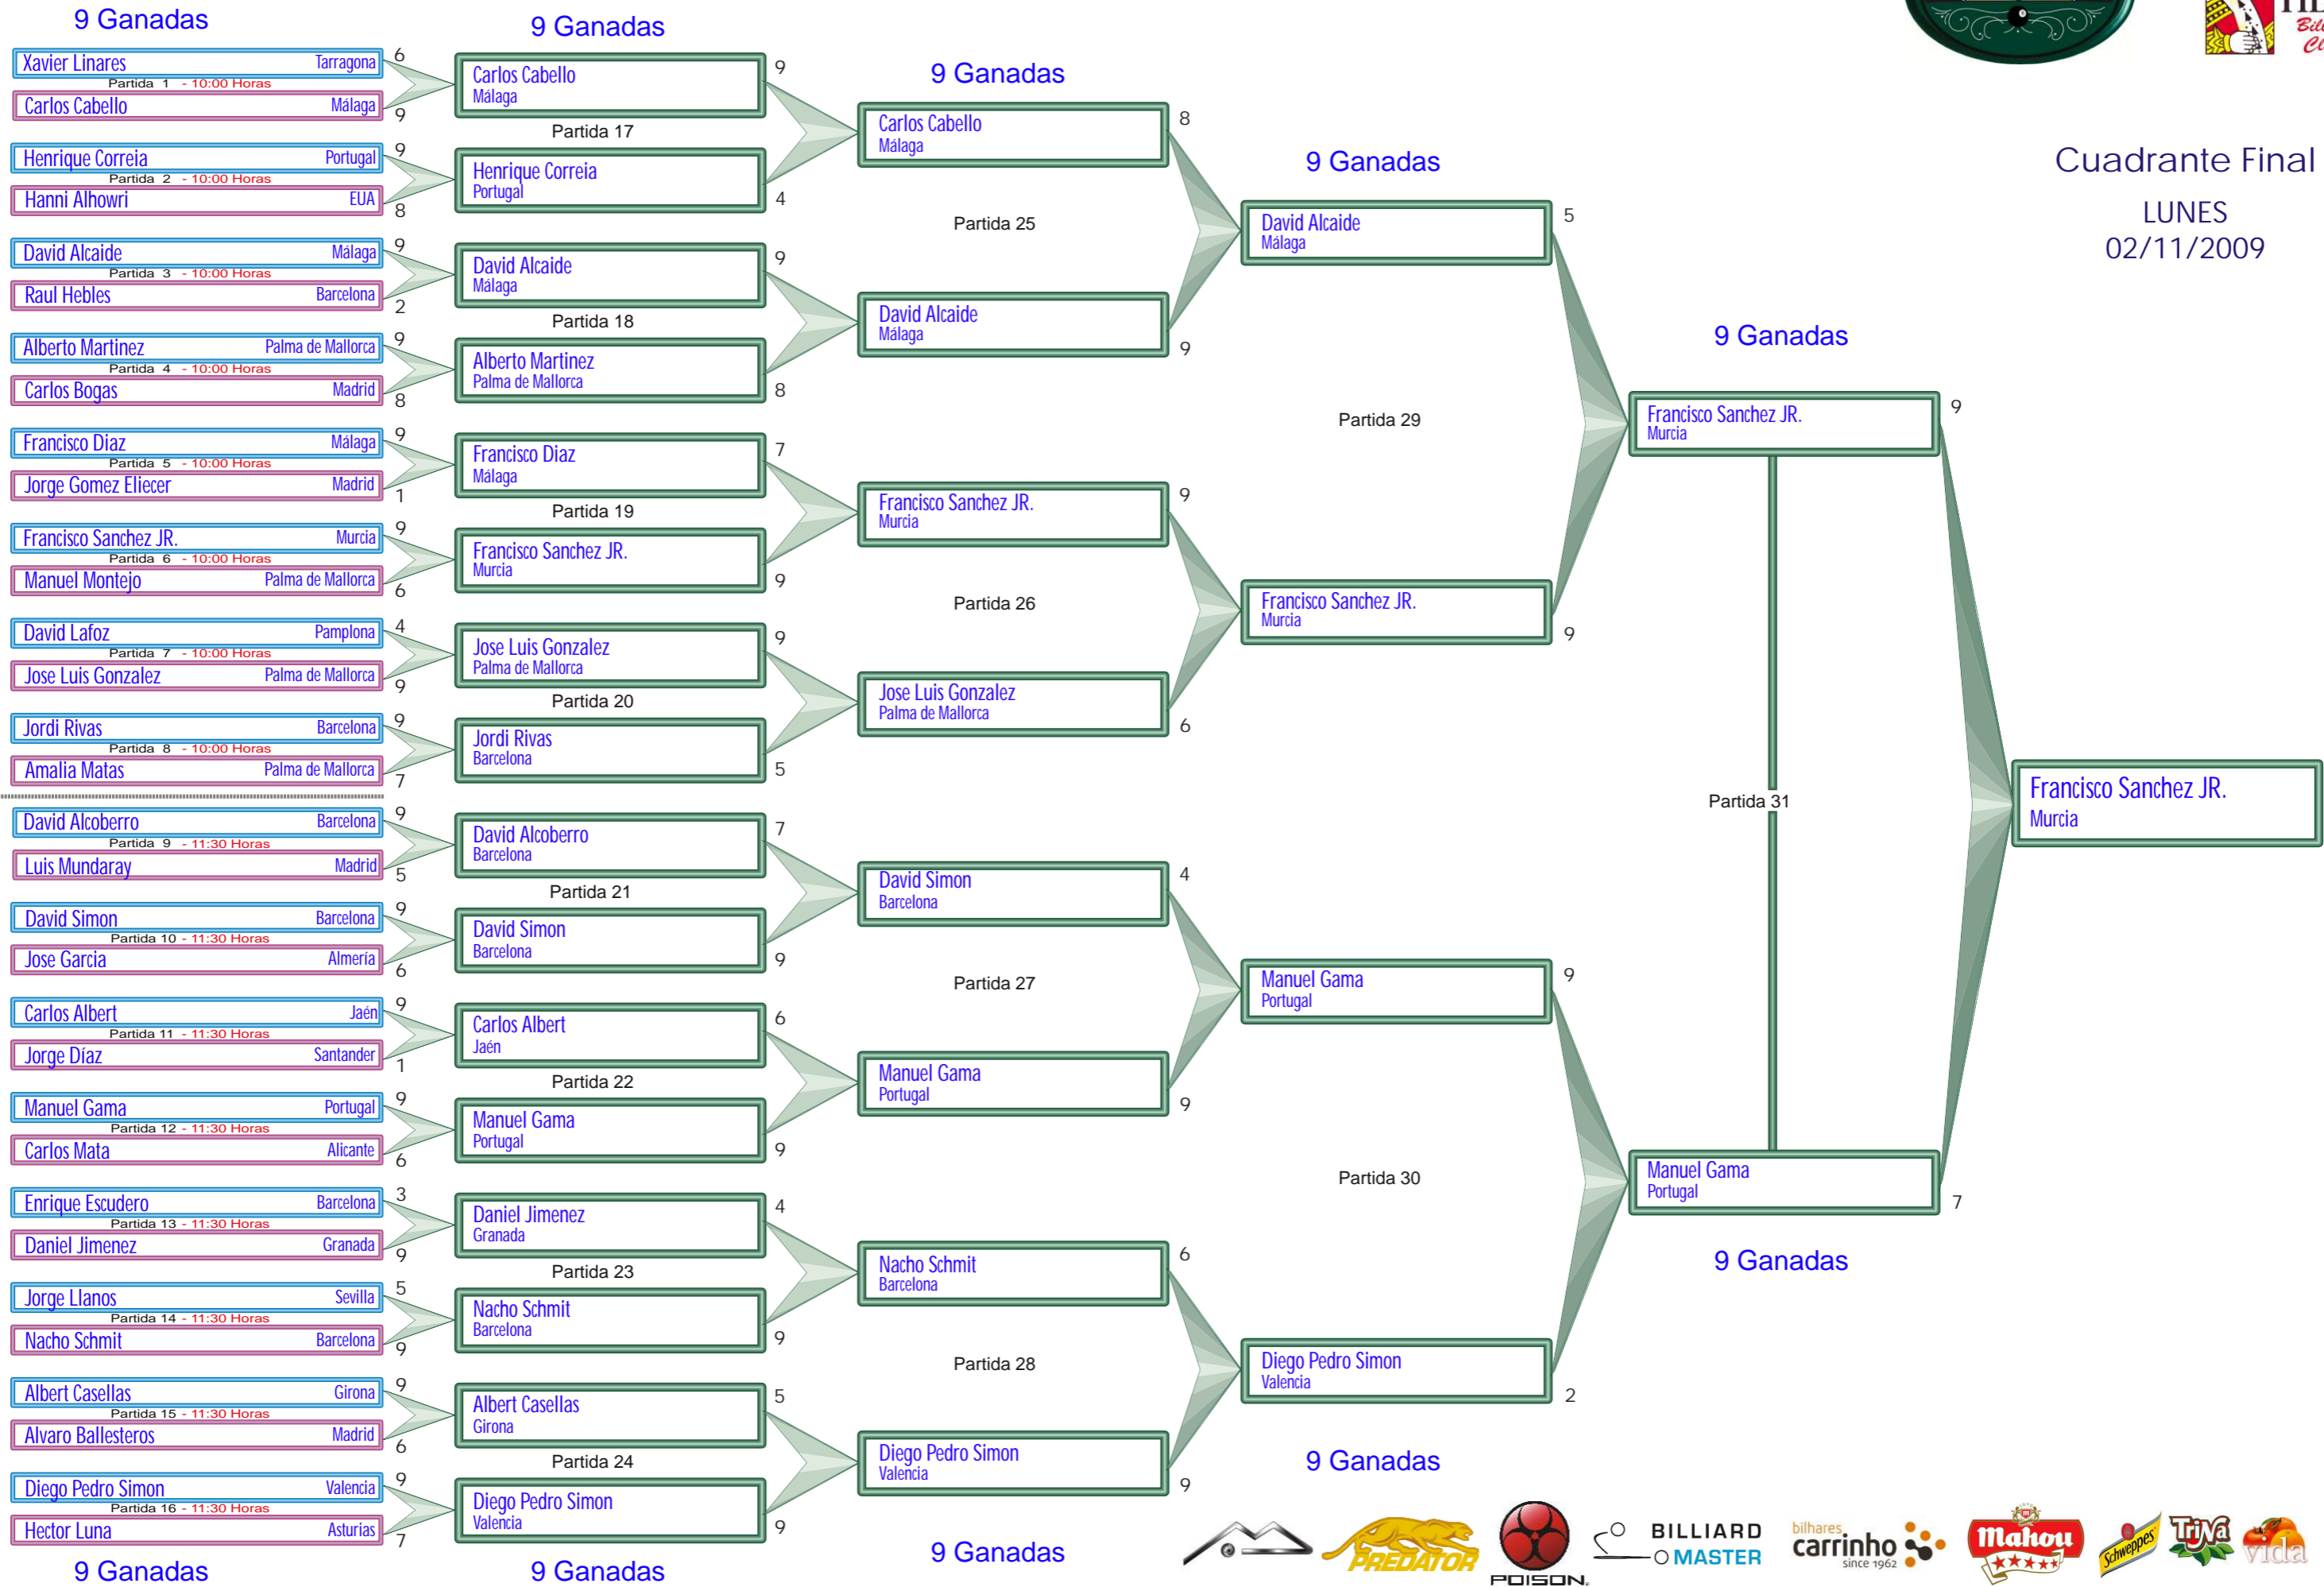 9 Ganadas
Xavier Linares Tarragona 6
Partida 1 - 10:00 Horas
Carlos Cabello Málaga 9
Henrique Correia Portugal 9
Partida 2 - 10:00 Horas
Hanni Alhowri EUA 8
David Alcaide Málaga 9
Partida 3 - 10:00 Horas
Raul Hebles Barcelona 2
Alberto Martinez Palma de Mallorca 9
Partida 4 - 10:00 Horas
Carlos Bogas Madrid 8
Francisco Diaz Málaga 9
Partida 5 - 10:00 Horas
Jorge Gomez Eliecer Madrid 1
Francisco Sanchez JR. Murcia 9
Partida 6 - 10:00 Horas
Manuel Montejo Palma de Mallorca 6
David Lafoz Pamplona 4
Partida 7 - 10:00 Horas
Jose Luis Gonzalez Palma de Mallorca 9
Jordi Rivas Barcelona 9
Partida 8 - 10:00 Horas
Amalia Matas Palma de Mallorca 7
David Alcoberro Barcelona 9
Partida 9 - 11:30 Horas
Luis Mundaray Madrid 5
David Simon Barcelona 9
Partida 10 - 11:30 Horas
Jose Garcia Almería 6
Carlos Albert Jaén 9
Partida 11 - 11:30 Horas
Jorge Díaz Santander 1
Manuel Gama Portugal 9
Partida 12 - 11:30 Horas
Carlos Mata Alicante 6
Enrique Escudero Barcelona 3
Partida 13 - 11:30 Horas
Daniel Jimenez Granada 9
Jorge Llanos Sevilla 5
Partida 14 - 11:30 Horas
Nacho Schmit Barcelona 9
Albert Casellas Girona 9
Partida 15 - 11:30 Horas
Alvaro Ballesteros Madrid 6
Diego Pedro Simon Valencia 9
Partida 16 - 11:30 Horas
Hector Luna Asturias 7
9 Ganadas
9 Ganadas
Carlos Cabello 9
Málaga
Partida 17
Henrique Correia
Portugal 4
David Alcaide 9
Málaga
Partida 18
Alberto Martinez
Palma de Mallorca 8
Francisco Diaz 7
Málaga
Partida 19
Francisco Sanchez JR.
Murcia 9
Jose Luis Gonzalez 9
Palma de Mallorca
Partida 20
Jordi Rivas
Barcelona 5
David Alcoberro 7
Barcelona
Partida 21
David Simon
Barcelona 9
Carlos Albert 6
Jaén
Partida 22
Manuel Gama
Portugal 9
Daniel Jimenez 4
Granada
Partida 23
Nacho Schmit
Barcelona 9
Albert Casellas 5
Girona
Partida 24
Diego Pedro Simon
Valencia 9
9 Ganadas
9 Ganadas
Carlos Cabello 8
Málaga
Partida 25
David Alcaide
Málaga 9
Francisco Sanchez JR. 9
Murcia
Partida 26
Jose Luis Gonzalez
Palma de Mallorca 6
David Simon 4
Barcelona
Partida 27
Manuel Gama
Portugal 9
Nacho Schmit 6
Barcelona
Partida 28
Diego Pedro Simon
Valencia 9
9 Ganadas
9 Ganadas
David Alcaide 5
Málaga
Partida 29
Francisco Sanchez JR.
Murcia 9
Manuel Gama 9
Portugal
Partida 30
Diego Pedro Simon
Valencia 2
9 Ganadas
9 Ganadas
Francisco Sanchez JR. 9
Murcia
Partida 31
Manuel Gama
Portugal 7
9 Ganadas
Cuadrante Final
LUNES
02/11/2009
Francisco Sanchez JR.
Murcia
PREDATOR
POISON
BILLIARD
MASTER
bilhares
carrinho
since 1962
Mahou
Schweppes
TriNa
vida